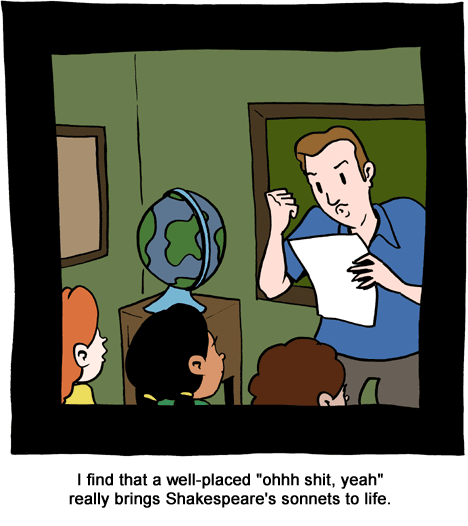 I find that a well-placed "ohhh shit, yeah"
really brings Shakespeare's sonnets to life.